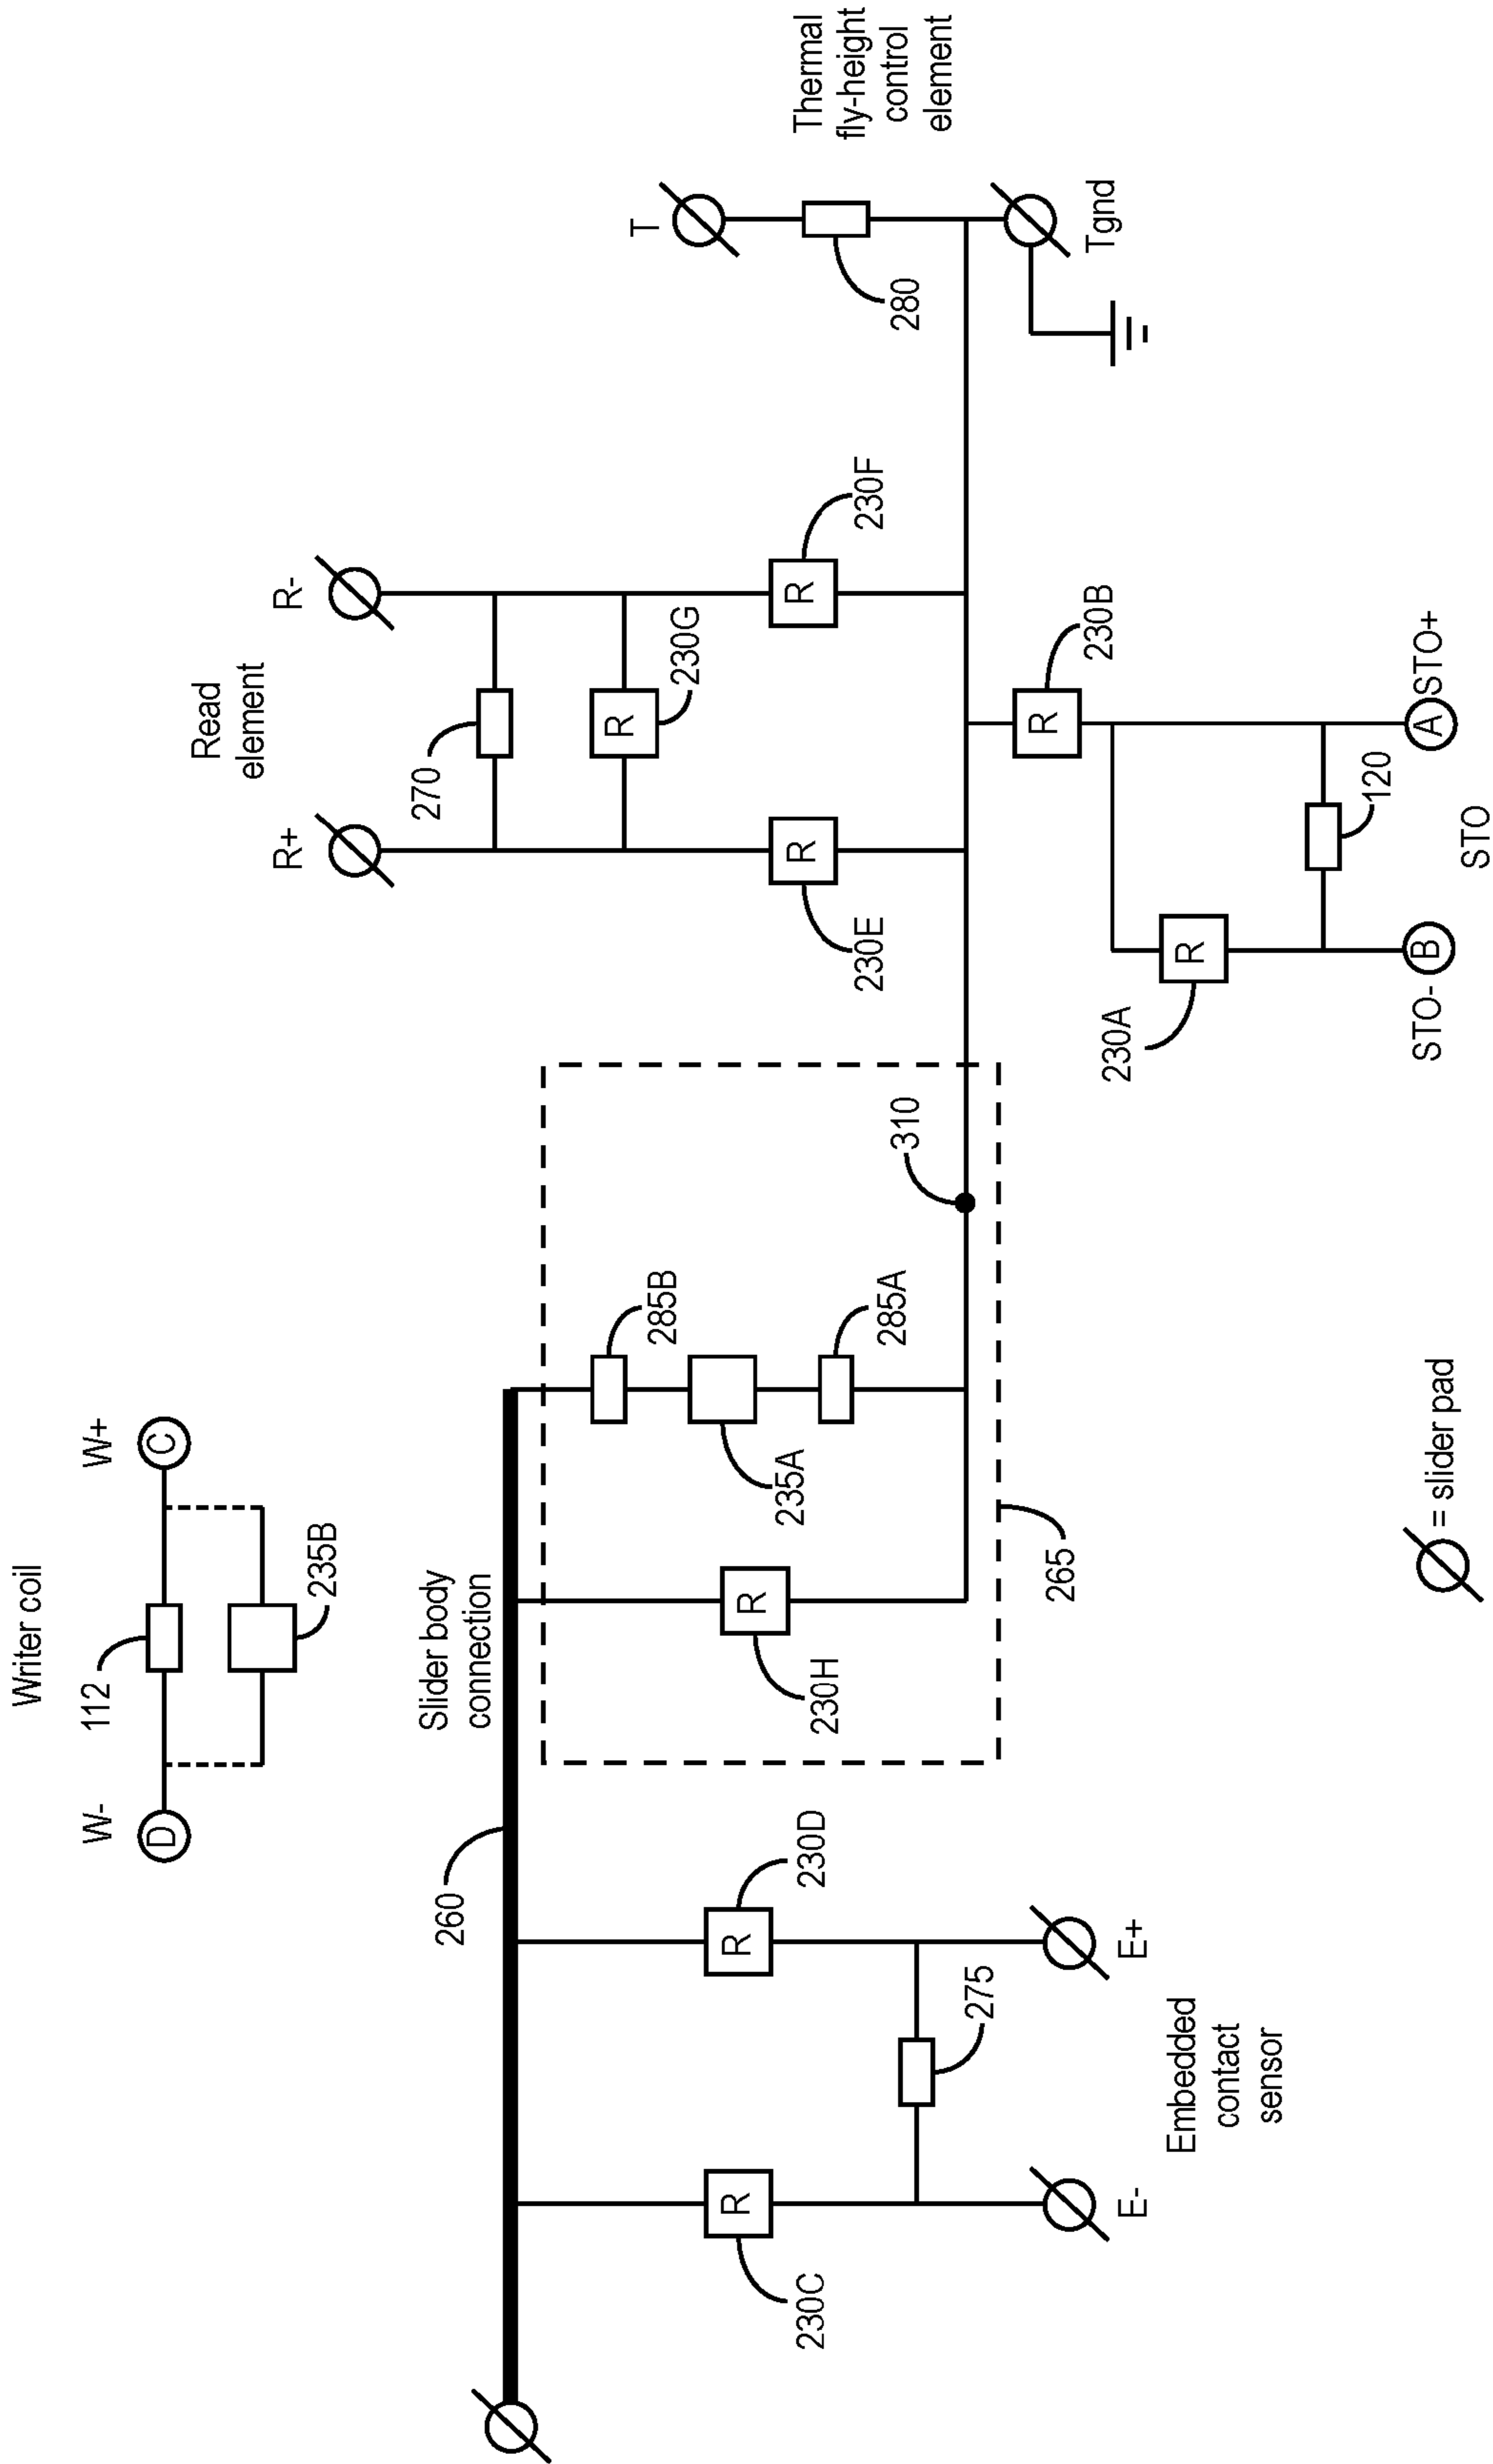 Writer coil
W-
W+
D
C
112
235B
Slider body
connection
260
230C
R
230D
R
275
E-
E+
Embedded
contact
sensor
230H
R
285B
235A
285A
265
310
Read
element
R+
R-
270
R
230G
R
230E
R
230F
R
230B
R
230A
120
B
A
STO-
STO+
STO
T
280
Tgnd
Thermal
fly-height
control
element
= slider pad